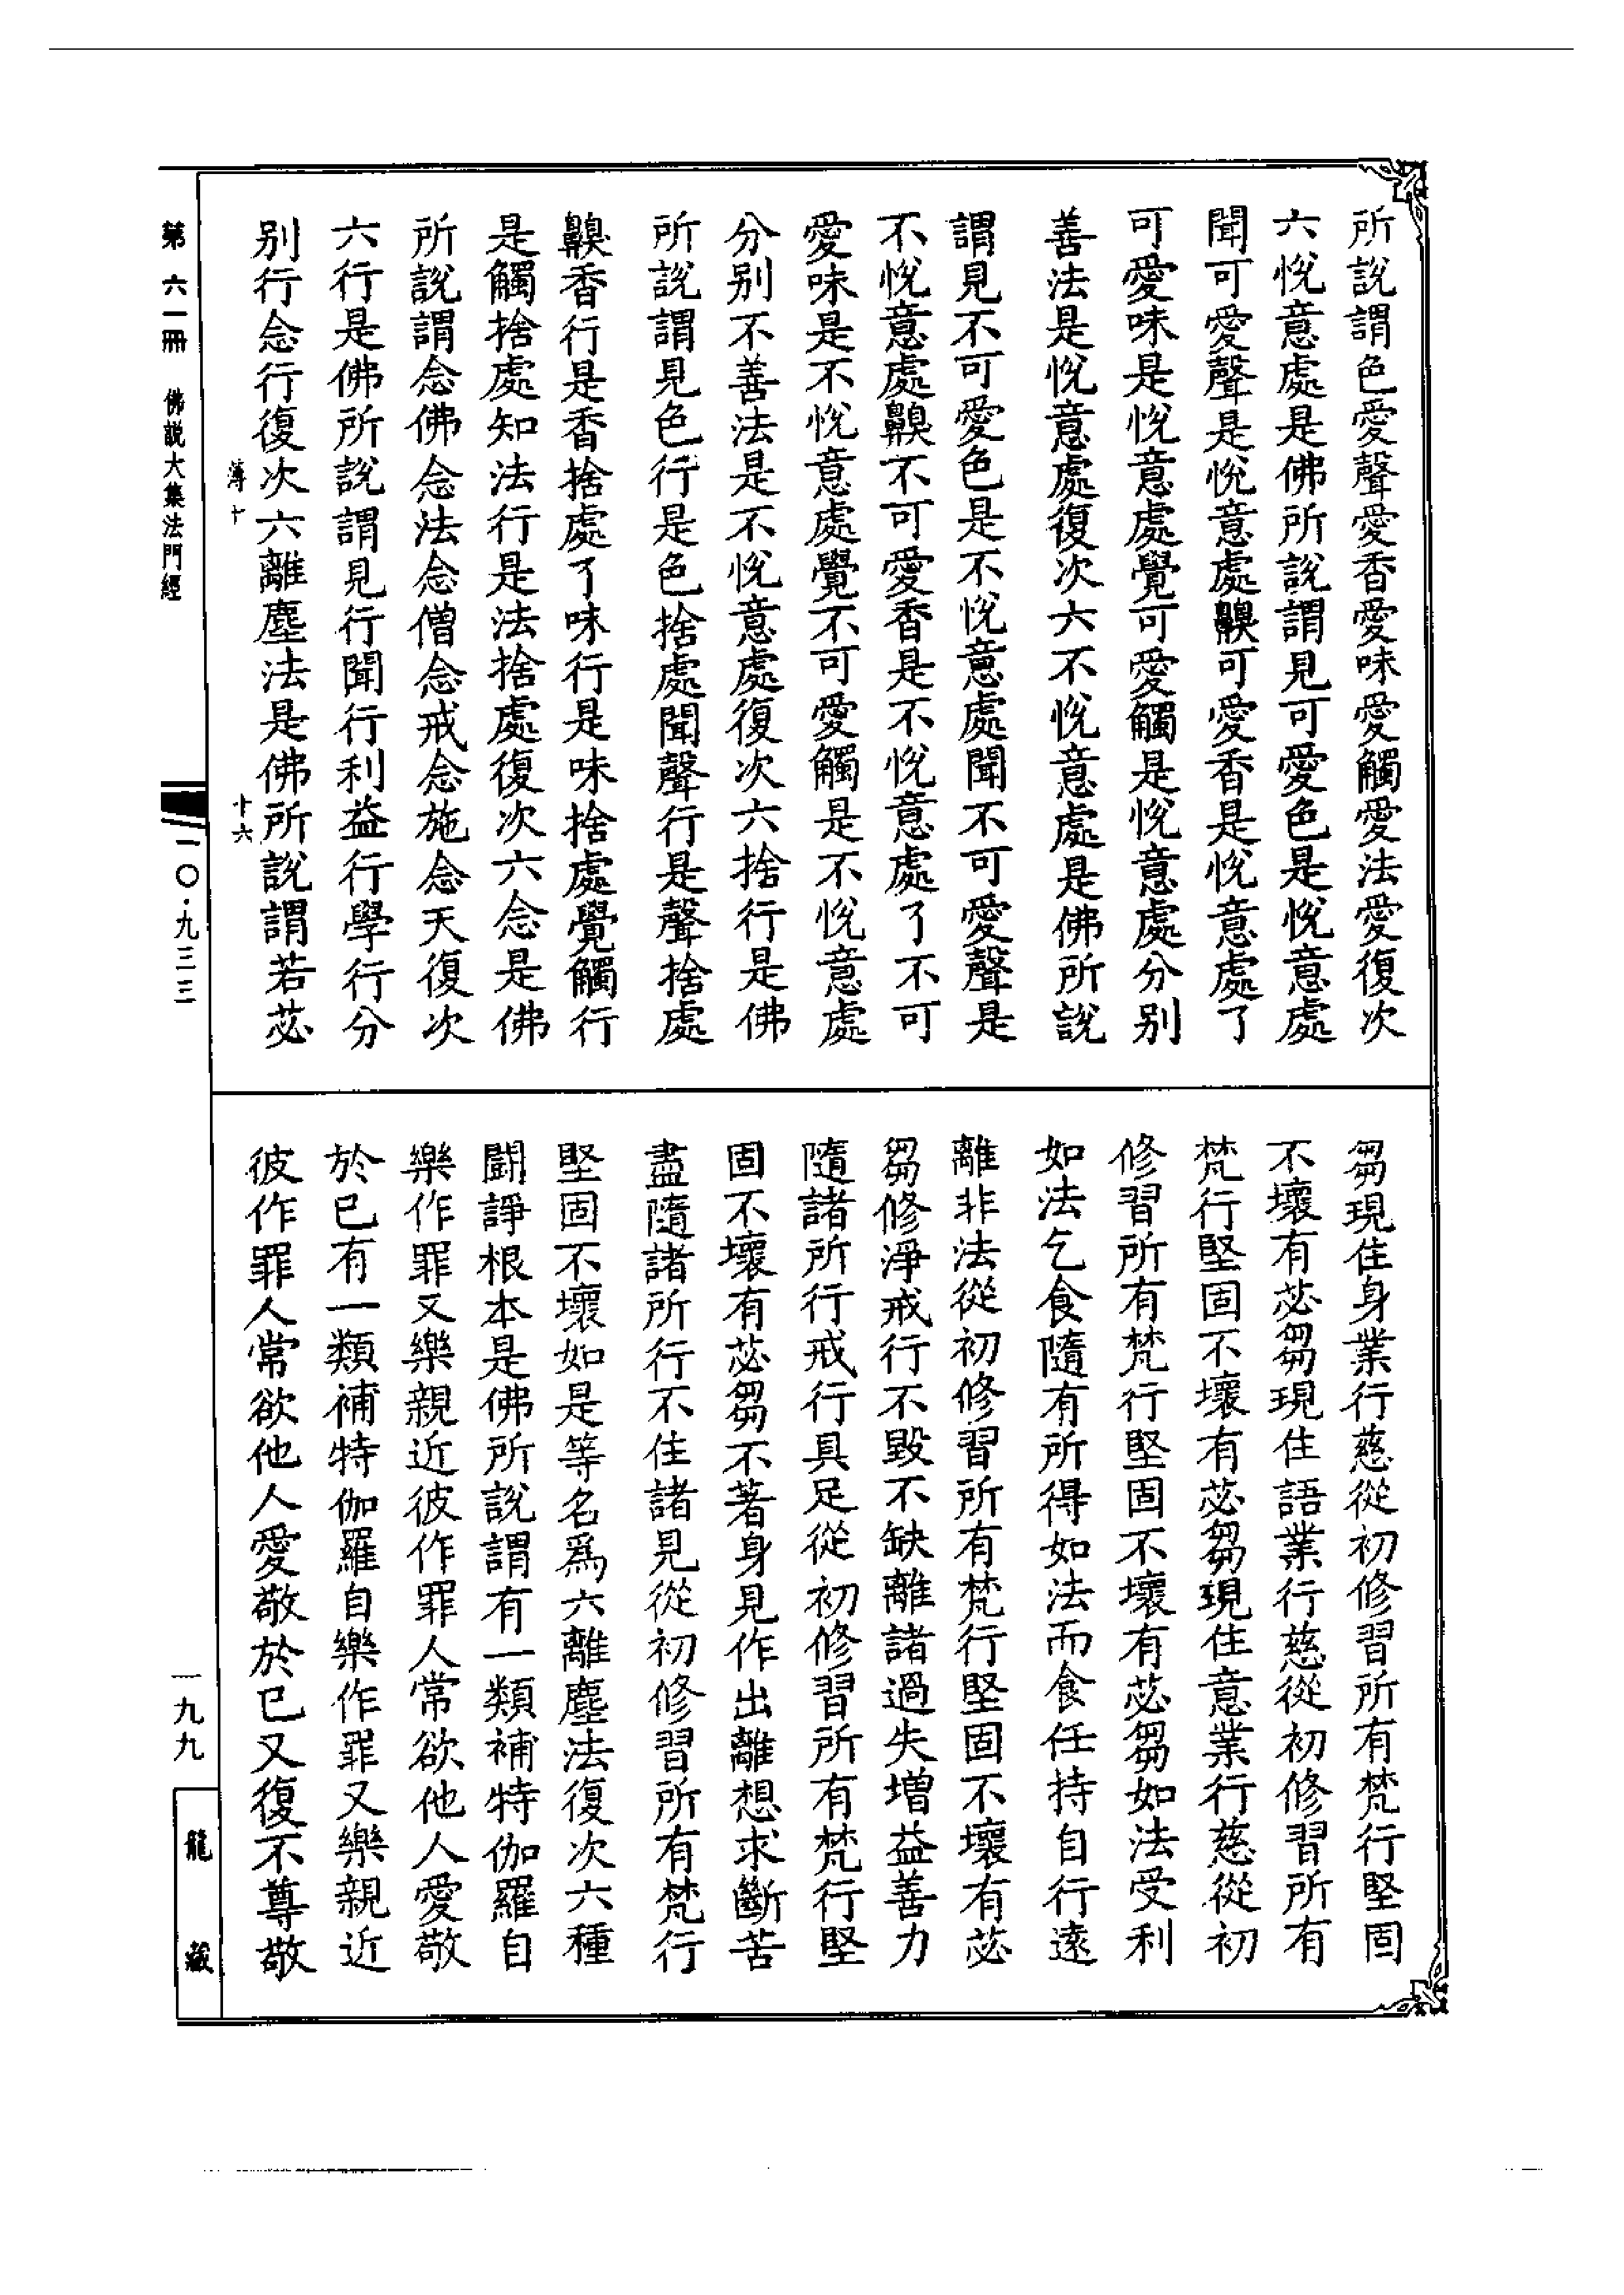 所說謂色愛聲愛香愛味愛觸愛法愛復次
六悅意處是佛所說謂見可愛色是悅意處
聞可愛聲是悅意處齅可愛香是悅意處了
可愛味是悅意處覺可愛觸是悅意處分別
善法是悅意處復次六不悅意處是佛所說
謂見不可愛色是不悅意處聞不可愛聲是
不悅意處齅不可愛香是不悅意處了不可
愛味是不悅意處覺不可愛觸是不悅意處
分別不善法是不悅意處復次六捨行是佛
所說謂見色行是色捨處聞聲行是聲捨處
齅香行是香捨處了味行是味捨處覺觸行
是觸捨處知法行是法捨處復次六念是佛
所說謂念佛念法念僧念戒念施念天復次
六行是佛所說謂見行聞行利益行學行分
別行念行復次六離塵法是佛所說謂若苾
芻現住身業行慈從初修習所有梵行堅固
不壞有苾芻現住語業行慈從初修習所有
梵行堅固不壞有苾芻現住意業行慈從初
修習所有梵行堅固不壞有苾芻如法受利
如法乞食隨有所得如法而食任持自行遠
離非法從初修習所有梵行堅固不壞有苾
芻修淨戒行不毀不缺離諸過失增益善力
隨諸所行戒行具足從初修習所有梵行堅
固不壞有苾芻不著身見作出離想求斷苦
盡隨諸所行不住諸見從初修習所有梵行
堅固不壞如是等名爲六離塵法復次六種
鬪諍根本是佛所說謂有一類補特伽羅自
樂作罪又樂親近彼作罪人常欲他人愛敬
於已有一類補特伽羅自樂作罪又樂親近
彼作罪人常欲他人愛敬於已又復不尊敬
薄十
十六
第六一冊 佛說大集法門經
一〇·九三三
一九九
龍藏